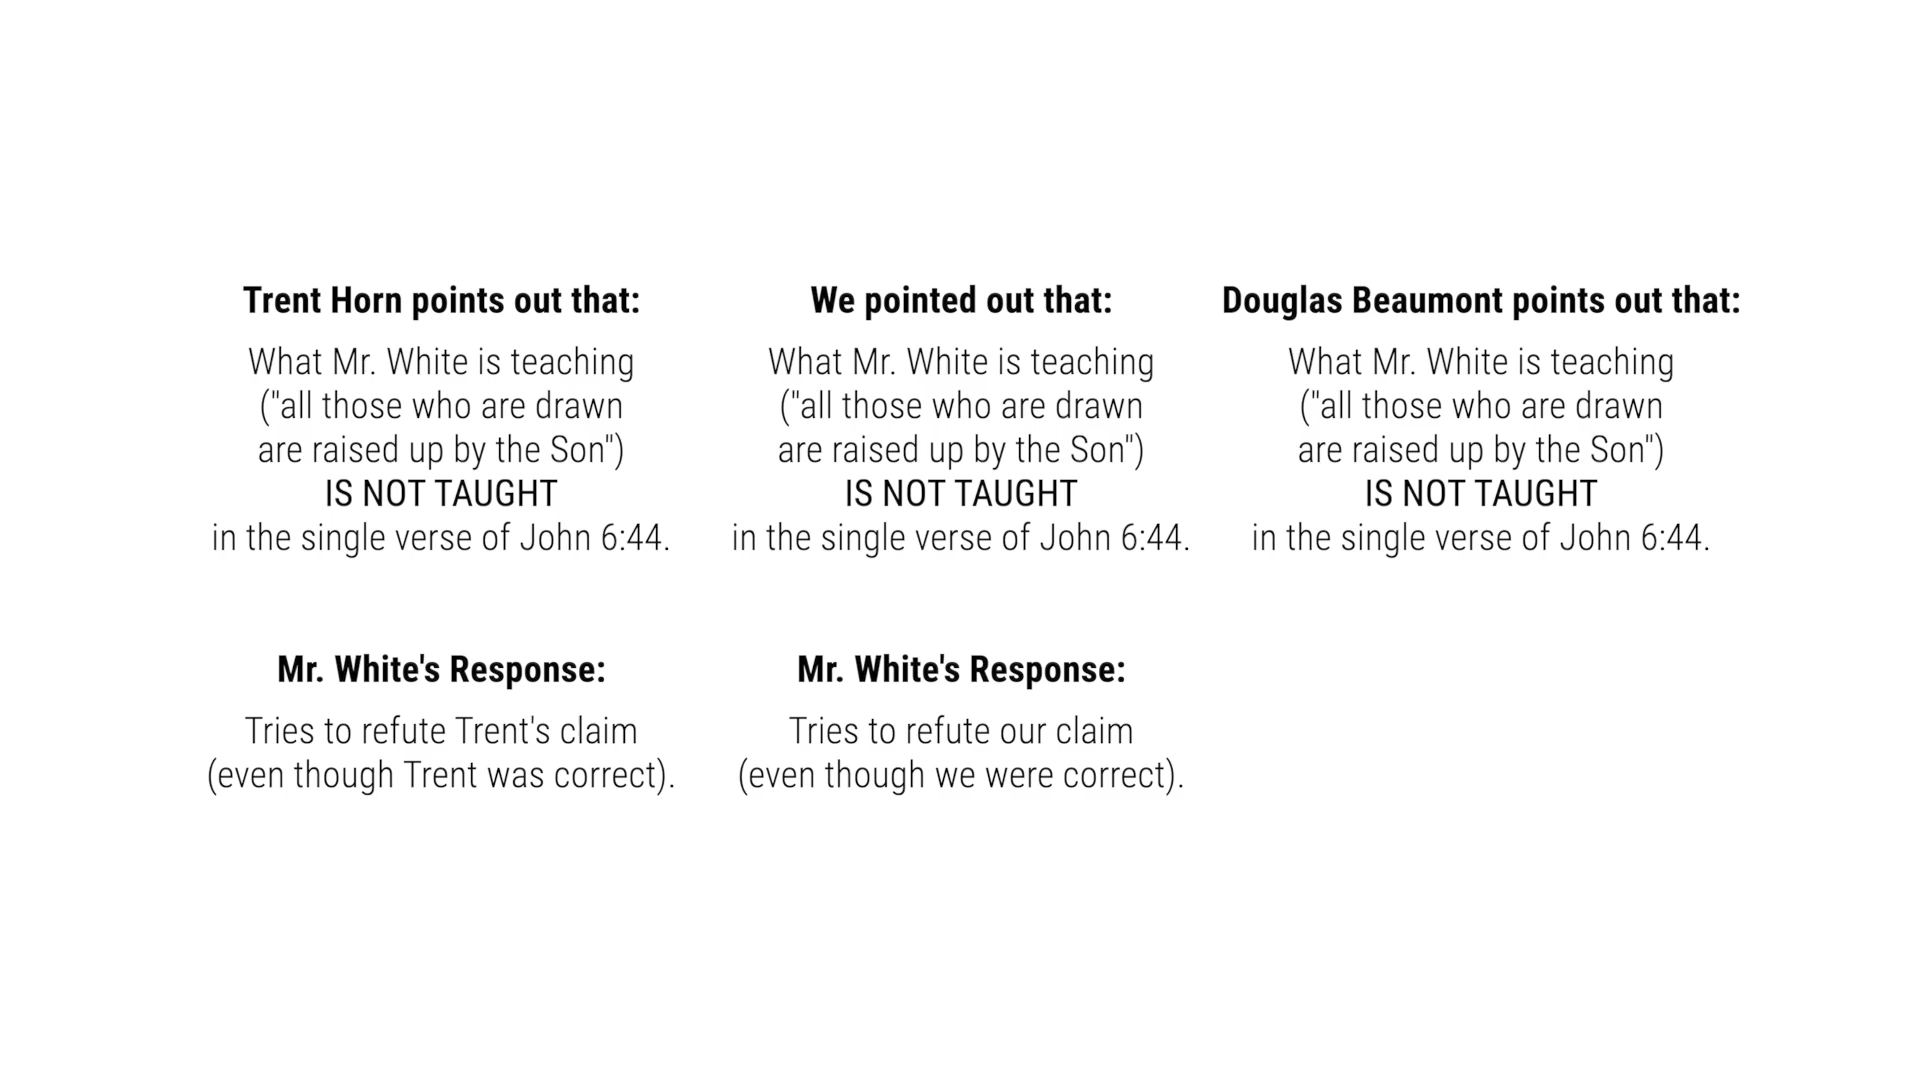 Trent Horn points out that:
What Mr. White is teaching
("all those who are drawn
are raised up by the Son")
IS NOT TAUGHT
in the single verse of John 6:44.
Mr. White's Response:
Tries to refute Trent's claim
(even though Trent was correct).
We pointed out that:
What Mr. White is teaching
("all those who are drawn
are raised up by the Son")
IS NOT TAUGHT
in the single verse of John 6:44.
Mr. White's Response:
Tries to refute our claim
(even though we were correct).
Douglas Beaumont points out that:
What Mr. White is teaching
("all those who are drawn
are raised up by the Son")
IS NOT TAUGHT
in the single verse of John 6:44.